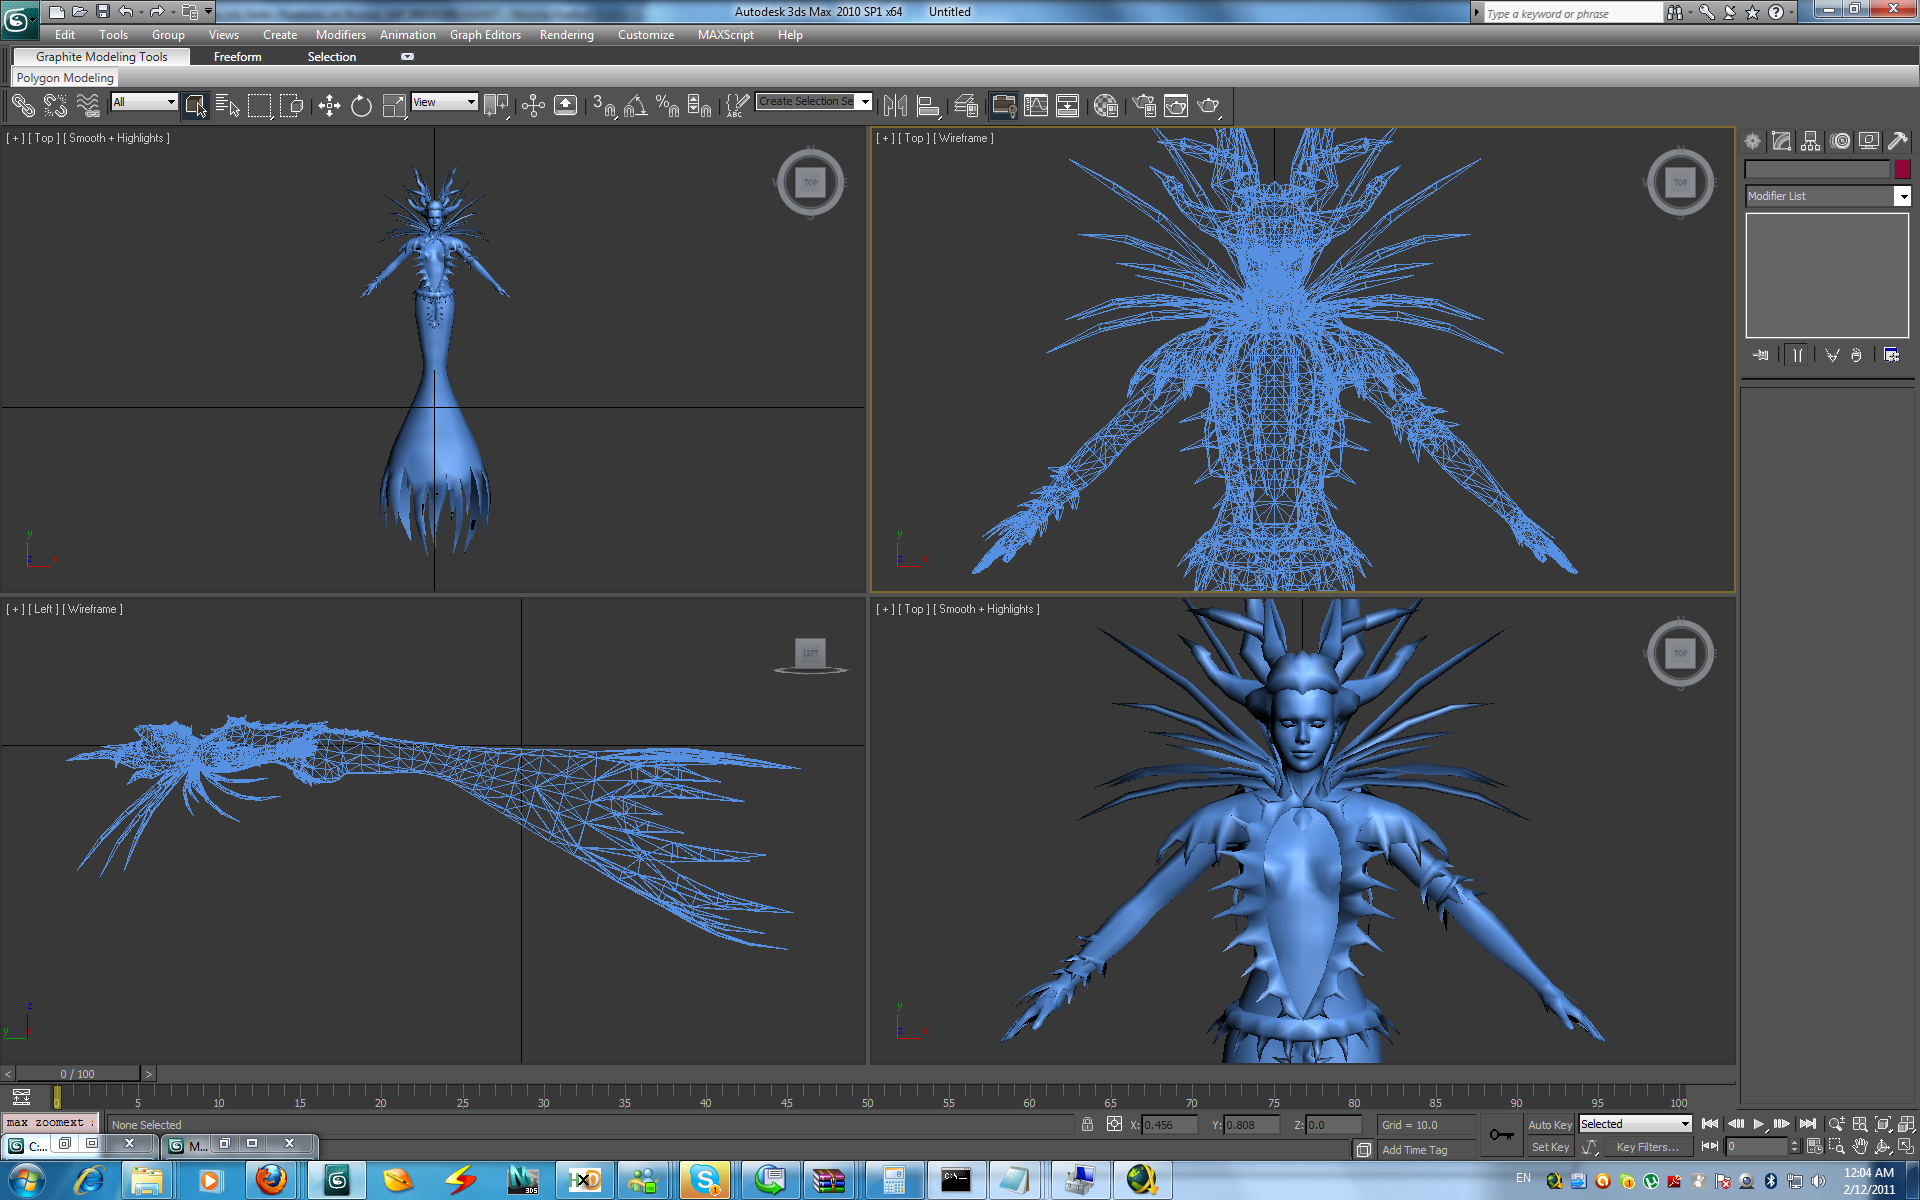 Autodesk 3ds Max 2010 SP1 x64 Untitled
Type a keyword or phrase
Edit Tools Group Views Create Modifiers Animation Graph Editors Rendering Customize MAXScript Help
Graphite Modeling Tools Freeform Selection
Polygon Modeling
All View 3 % ABC Create Selection Se
[ + ] [ Top ] [ Smooth + Highlights ]
TOP
[ + ] [ Top ] [ Wireframe ]
TOP
Modifier List
y
z
x
y
z
x
[ + ] [ Left ] [ Wireframe ]
LEFT
[ + ] [ Top ] [ Smooth + Highlights ]
TOP
z
y
y
z
x
< 0 / 100 >
0 5 10 15 20 25 30 35 40 45 50 55 60 65 70 75 80 85 90 95 100
max zoomext
None Selected
X: 0.456 Y: 0.808 Z: 0.0 Grid = 10.0
Auto Key Selected
C:... M...
Add Time Tag
Set Key Key Filters... 0
EN
12:04 AM
2/12/2011